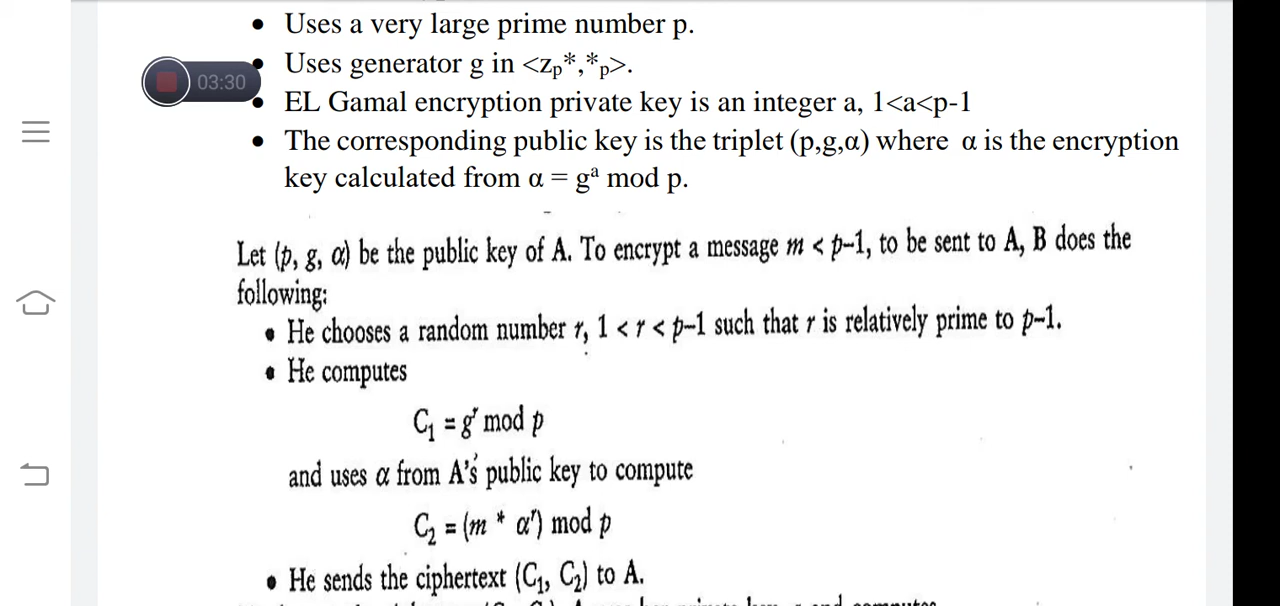 • Uses a very large prime number p.
• Uses generator g in <zₚ*,*ₚ>.
03:30
• EL Gamal encryption private key is an integer a, 1<a<p-1
• The corresponding public key is the triplet (p,g,α) where α is the encryption
key calculated from α = gᵃ mod p.
Let (p, g, α) be the public key of A. To encrypt a message m < p–1, to be sent to A, B does the
following:
• He chooses a random number r, 1 < r < p–1 such that r is relatively prime to p–1.
• He computes
C₁ = gʳ mod p
and uses α from A's public key to compute
C₂ = (m * αʳ) mod p
• He sends the ciphertext (C₁, C₂) to A.